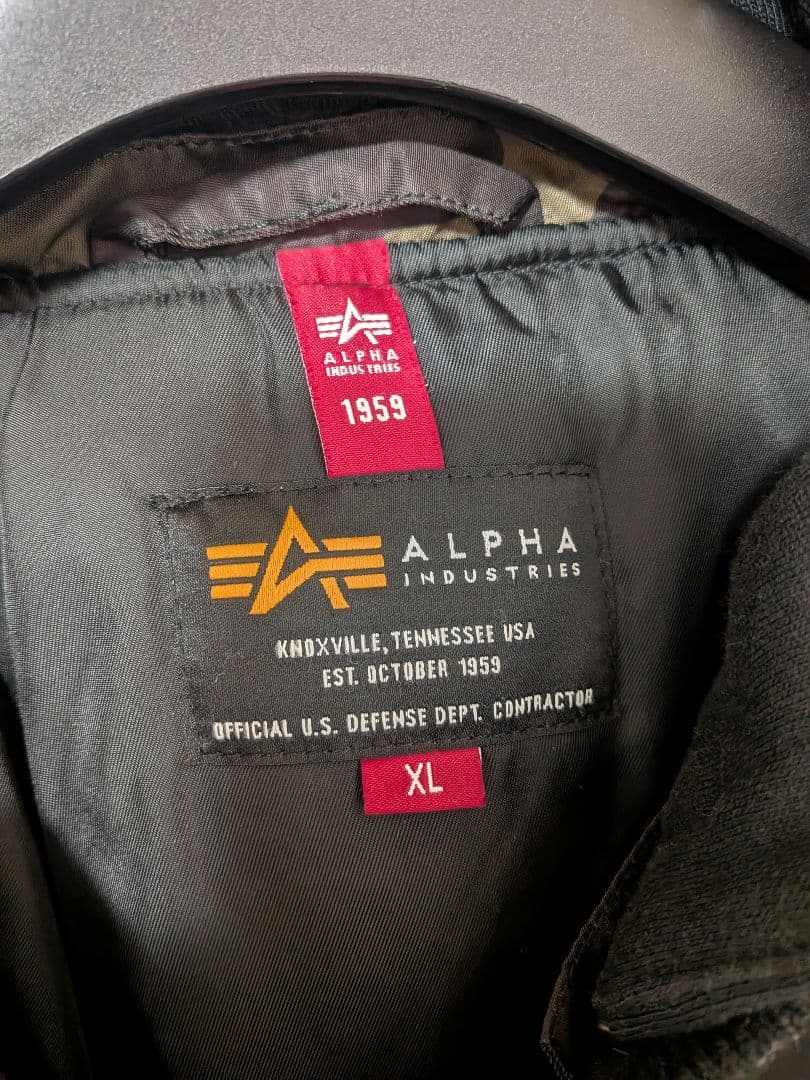 ALPHA
INDUSTRIES
1959
ALPHA
INDUSTRIES
KNOXVILLE, TENNESSEE USA
EST. OCTOBER 1959
OFFICIAL U.S. DEFENSE DEPT. CONTRACTOR
XL